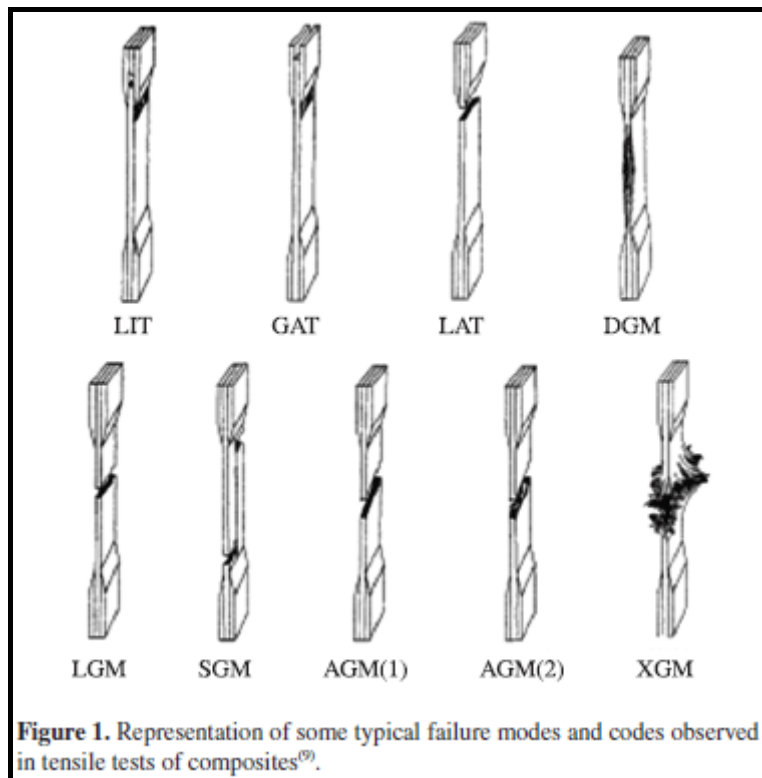 LIT GAT LAT DGM
LGM SGM AGM(1) AGM(2) XGM
Figure 1. Representation of some typical failure modes and codes observed
in tensile tests of composites⁽⁹⁾.